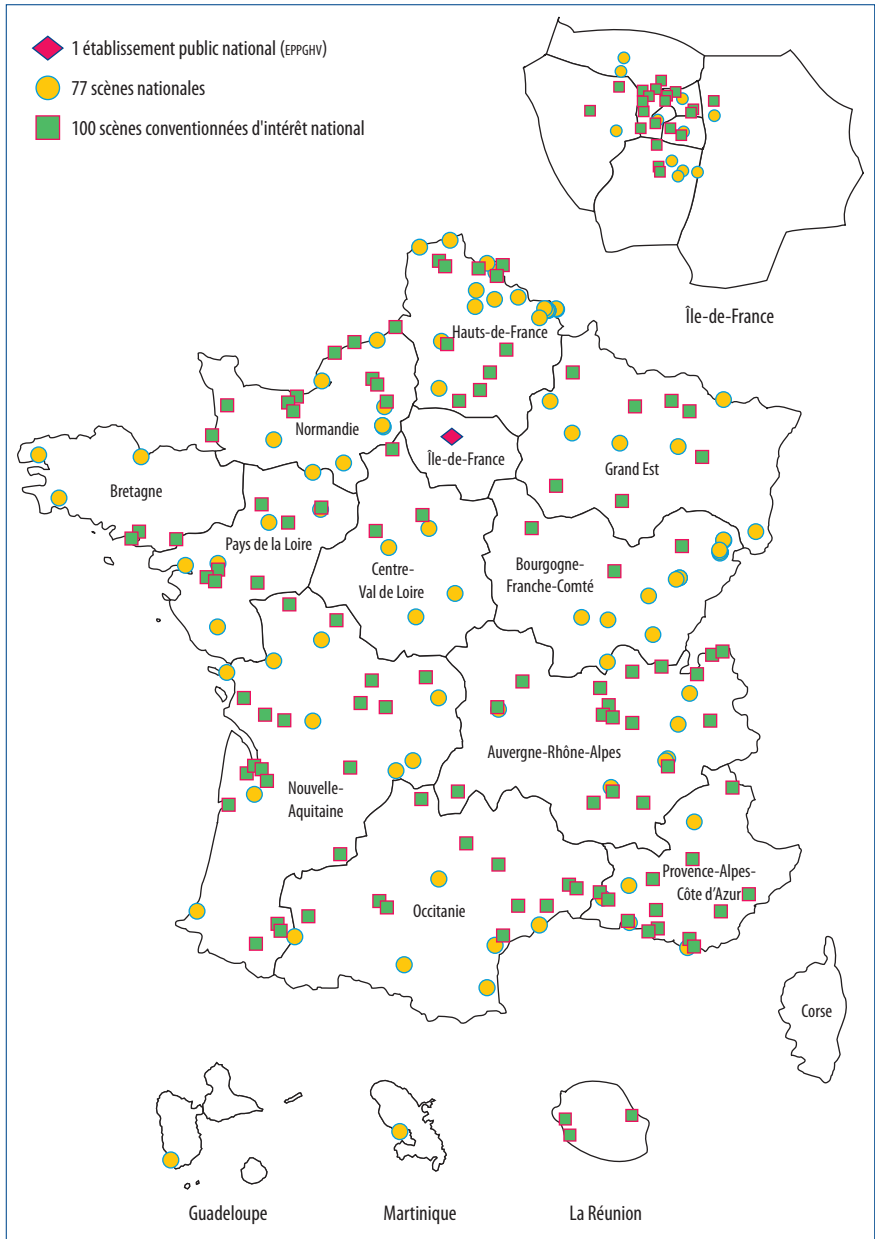 1 établissement public national (EPPGHV)
77 scènes nationales
100 scènes conventionnées d'intérêt national
Île-de-France
Hauts-de-France
Normandie
Île-de-France
Grand Est
Bretagne
Pays de la Loire
Centre-
Val de Loire
Bourgogne-
Franche-Comté
Auvergne-Rhône-Alpes
Nouvelle-
Aquitaine
Provence-Alpes-
Côte d'Azur
Occitanie
Corse
Guadeloupe
Martinique
La Réunion